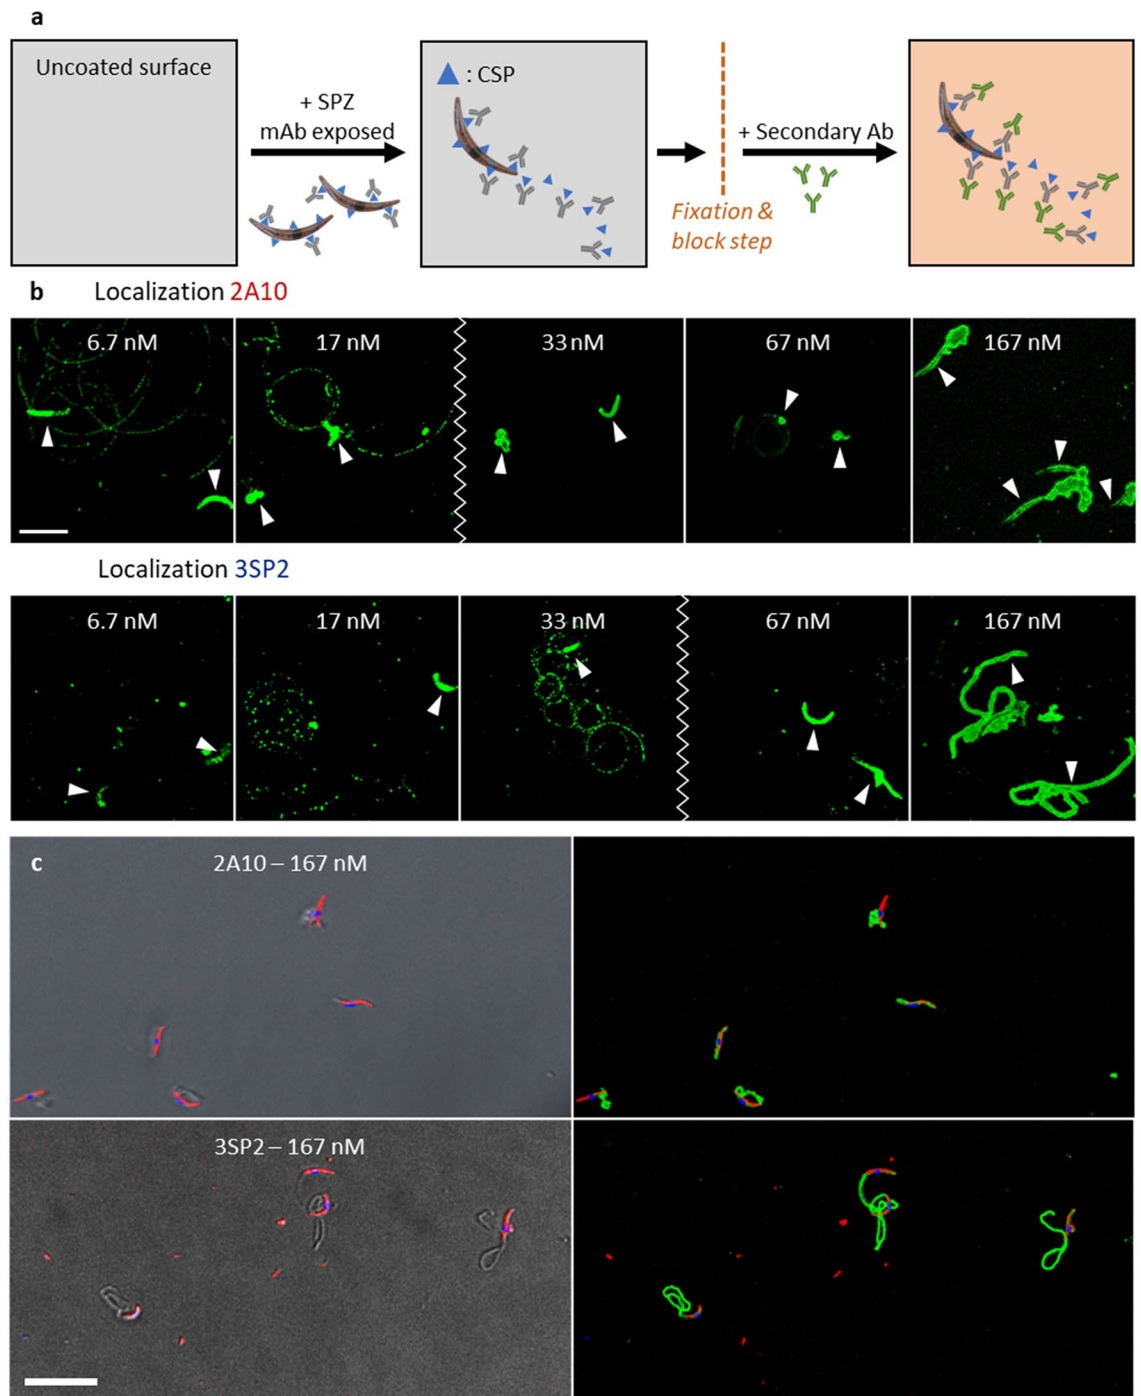 a
Uncoated surface
+ SPZ
mAb exposed
: CSP
+ Secondary Ab
Fixation &
block step
b Localization 2A10
6.7 nM 17 nM 33 nM 67 nM 167 nM
Localization 3SP2
6.7 nM 17 nM 33 nM 67 nM 167 nM
c 2A10 – 167 nM
3SP2 – 167 nM